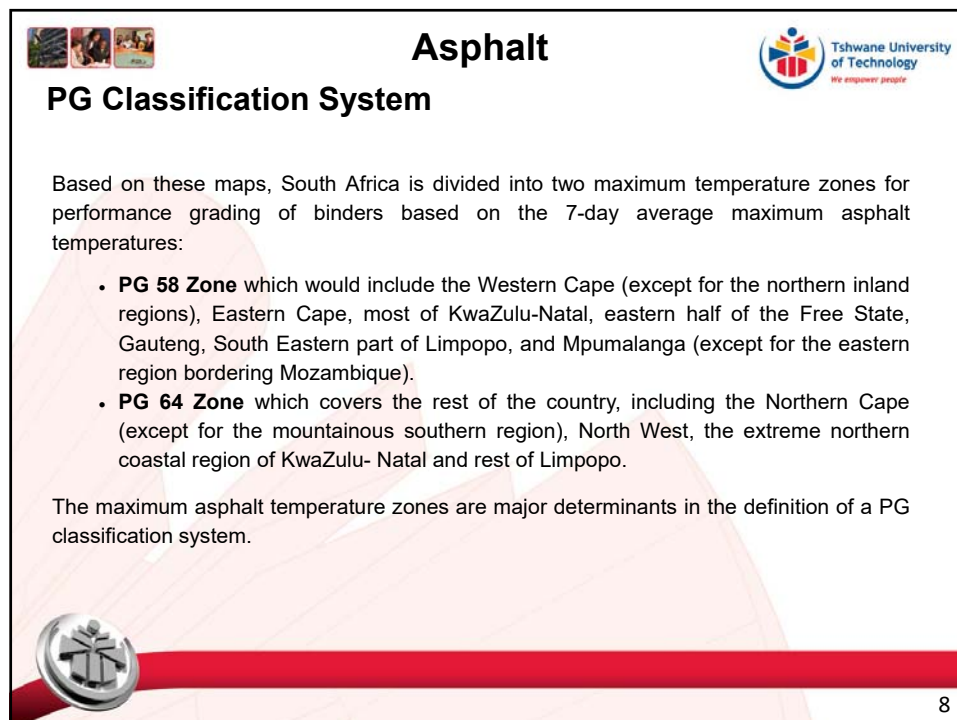 Asphalt
Tshwane University
of Technology
We empower people
PG Classification System
Based on these maps, South Africa is divided into two maximum temperature zones for
performance grading of binders based on the 7-day average maximum asphalt
temperatures:
• PG 58 Zone which would include the Western Cape (except for the northern inland
regions), Eastern Cape, most of KwaZulu-Natal, eastern half of the Free State,
Gauteng, South Eastern part of Limpopo, and Mpumalanga (except for the eastern
region bordering Mozambique).
• PG 64 Zone which covers the rest of the country, including the Northern Cape
(except for the mountainous southern region), North West, the extreme northern
coastal region of KwaZulu- Natal and rest of Limpopo.
The maximum asphalt temperature zones are major determinants in the definition of a PG
classification system.
8